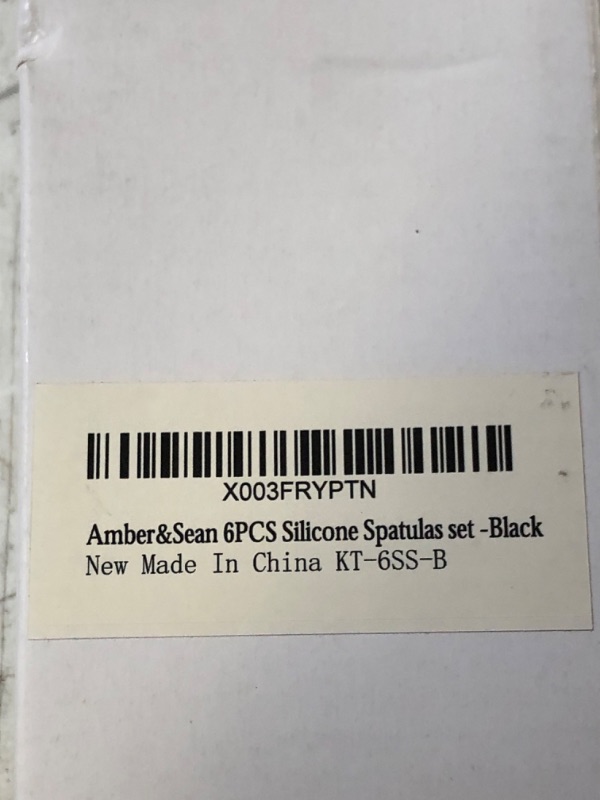 X003FRYPTN
Amber&Sean 6PCS Silicone Spatulas set -Black
New Made In China KT-6SS-B